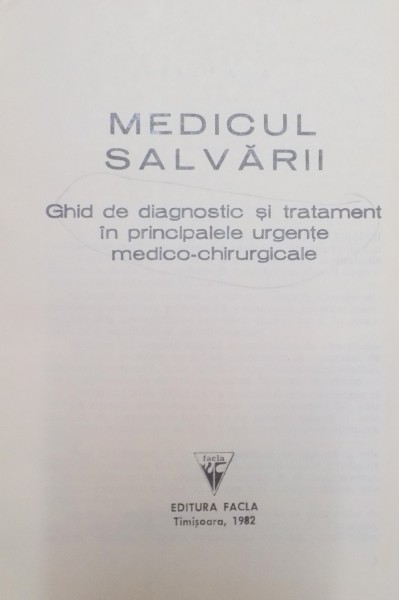 MEDICUL
SALVĂRII
Ghid de diagnostic și tratament
în principalele urgențe
medico-chirurgicale
facla
EDITURA FACLA
Timișoara, 1982